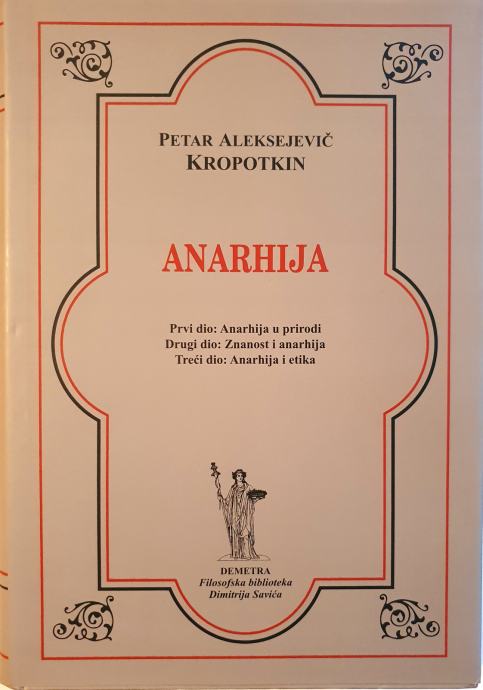 PETAR ALEKSEJEVIČ
KROPOTKIN
ANARHIJA
Prvi dio: Anarhija u prirodi
Drugi dio: Znanost i anarhija
Treći dio: Anarhija i etika
DEMETRA
Filosofska biblioteka
Dimitrija Savića